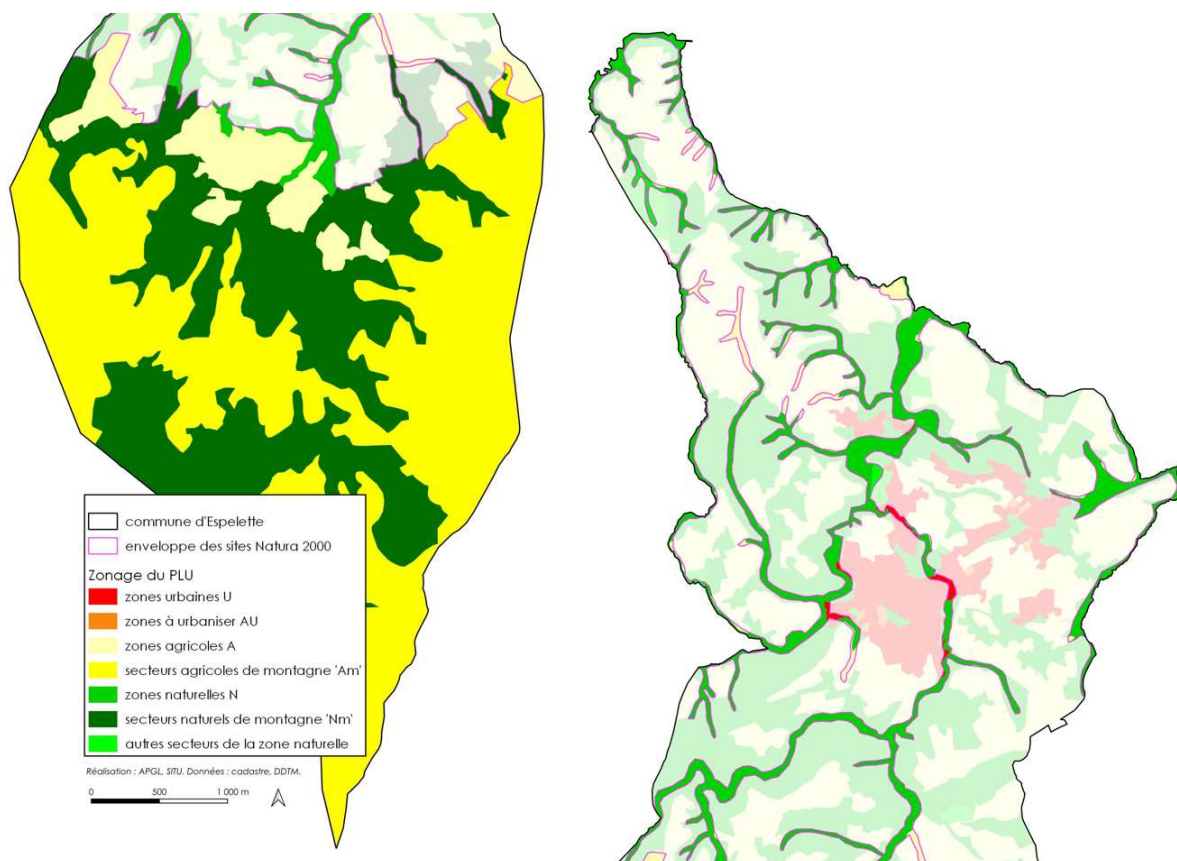 commune d'Espelette
enveloppe des sites Natura 2000
Zonage du PLU
zones urbaines U
zones à urbaniser AU
zones agricoles A
secteurs agricoles de montagne 'Am'
zones naturelles N
secteurs naturels de montagne 'Nm'
autres secteurs de la zone naturelle
Réalisation : APGL, SITU. Données : cadastre, DDTM.
0 500 1 000 m